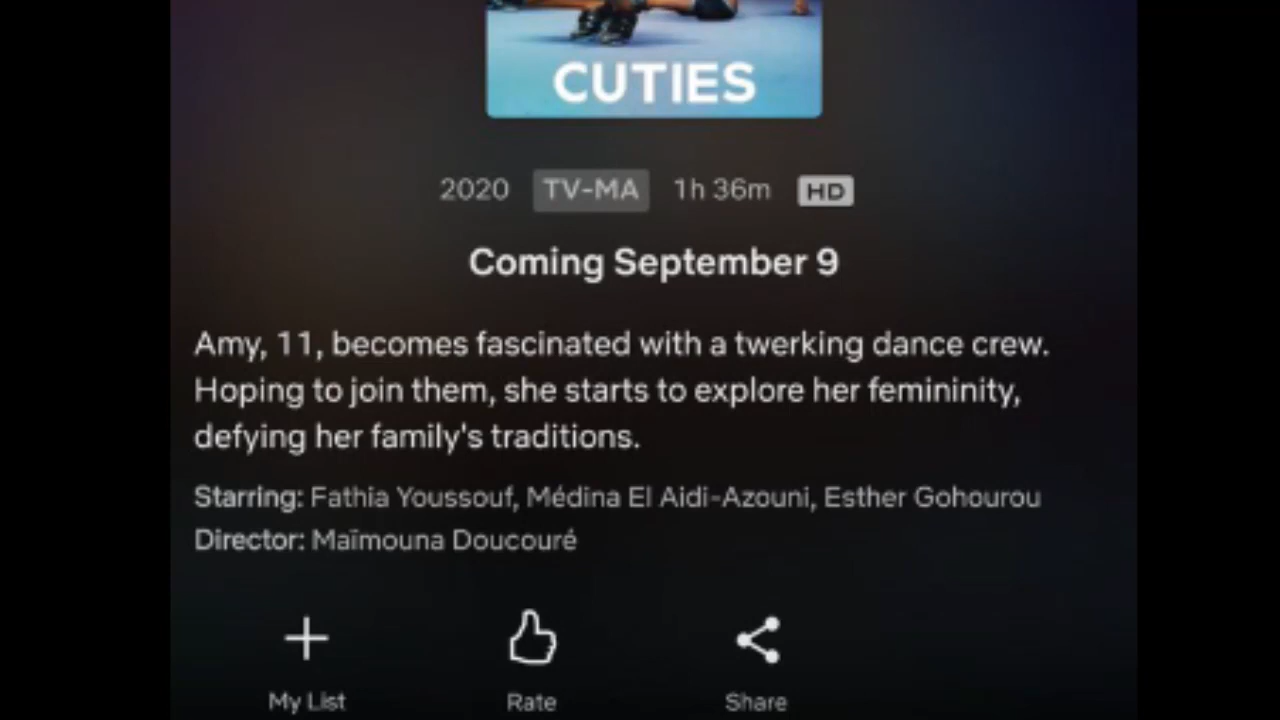 CUTIES
2020 TV-MA 1h 36m HD
Coming September 9
Amy, 11, becomes fascinated with a twerking dance crew.
Hoping to join them, she starts to explore her femininity,
defying her family's traditions.
Starring: Fathia Youssouf, Médina El Aidi-Azouni, Esther Gohourou
Director: Maïmouna Doucouré
My List Rate Share